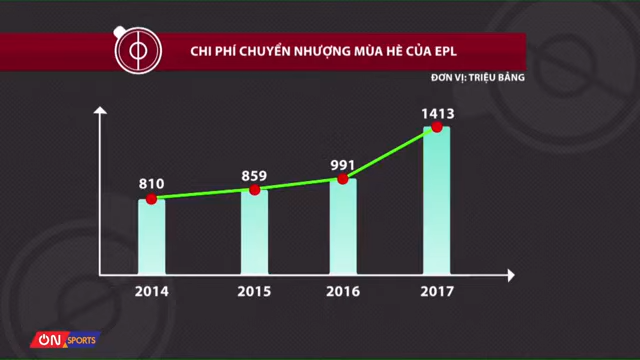 CHI PHÍ CHUYỂN NHƯỢNG MÙA HÈ CỦA EPL
ĐƠN VỊ: TRIỆU BẢNG
1413
991
859
810
2014 2015 2016 2017
ON SPORTS